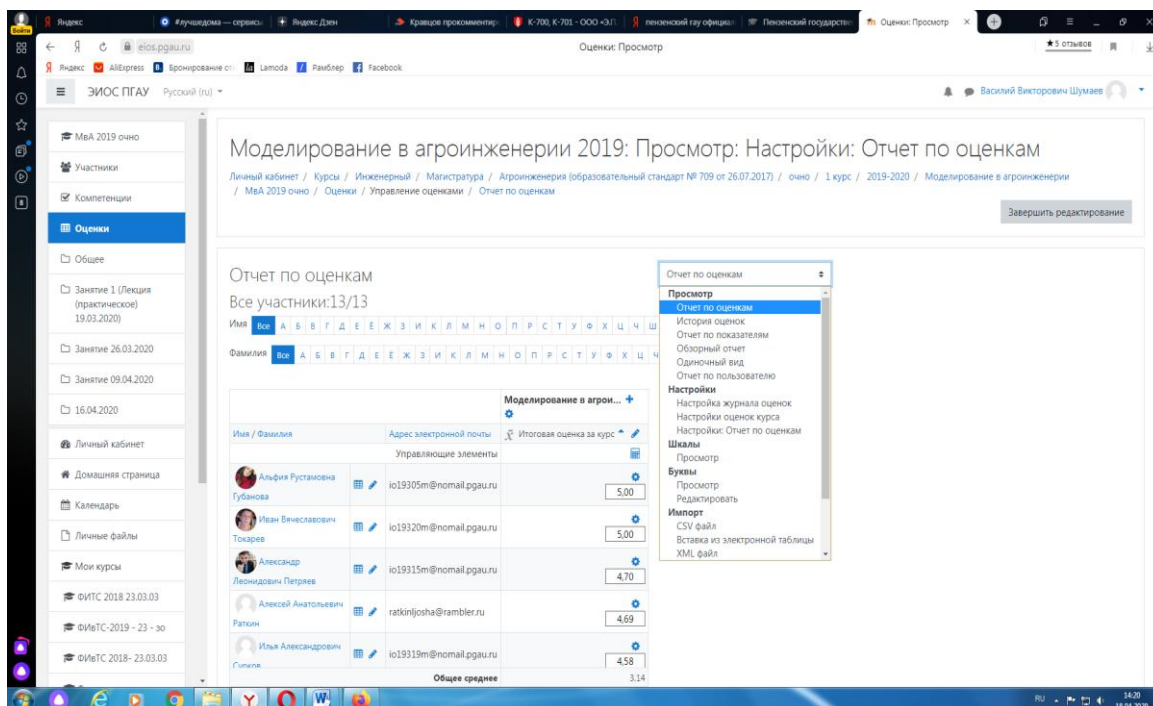 Яндекс
#лучшедома — сервисы
Яндекс Дзен
Кравцов прокомментир
К-700, К-701 - ООО «Э.Л
пензенский гау официал
Пензенский государстве
Оценки: Просмотр
Войти
eios.pgau.ru
Оценки: Просмотр
★5 отзывов
Яндекс
AliExpress
Бронирование от
Lamoda
Рамблер
Facebook
ЭИОС ПГАУ
Русский (ru)
Василий Викторович Шумаев
МвА 2019 очно
Участники
Компетенции
Оценки
Общее
Занятие 1 (Лекция
(практическое)
19.03.2020)
Занятие 26.03.2020
Занятие 09.04.2020
16.04.2020
Личный кабинет
Домашняя страница
Календарь
Личные файлы
Мои курсы
ФИТС 2018 23.03.03
ФИвТС-2019 - 23 - зо
ФИвТС 2018- 23.03.03
Моделирование в агроинженерии 2019: Просмотр: Настройки: Отчет по оценкам
Личный кабинет / Курсы / Инженерный / Магистратура / Агроинженерия (образовательный стандарт № 709 от 26.07.2017) / очно / 1 курс / 2019-2020 / Моделирование в агроинженерии
/ МвА 2019 очно / Оценки / Управление оценками / Отчет по оценкам
Завершить редактирование
Отчет по оценкам
Все участники:13/13
Имя Все А Б В Г Д Е Ё Ж З И К Л М Н О П Р С Т У Ф Х Ц Ч Ш
Фамилия Все А Б В Г Д Е Ё Ж З И К Л М Н О П Р С Т У Ф Х Ц Ч
Моделирование в агрои...
Имя / Фамилия
Адрес электронной почты
x̄ Итоговая оценка за курс
Управляющие элементы
Альфия Рустамовна
Губанова
io19305m@nomail.pgau.ru
5,00
Иван Вячеславович
Токарев
io19320m@nomail.pgau.ru
5,00
Александр
Леонидович Петряев
io19315m@nomail.pgau.ru
4,70
Алексей Анатольевич
Раткин
ratkinljosha@rambler.ru
4,69
Илья Александрович
io19319m@nomail.pgau.ru
4,58
Общее среднее
3,14
Отчет по оценкам
Просмотр
Отчет по оценкам
История оценок
Отчет по показателям
Обзорный отчет
Одиночный вид
Отчет по пользователю
Настройки
Настройка журнала оценок
Настройки оценок курса
Настройки: Отчет по оценкам
Шкалы
Просмотр
Буквы
Просмотр
Редактировать
Импорт
CSV файл
Вставка из электронной таблицы
XML файл
RU
14:20
18.04.2020